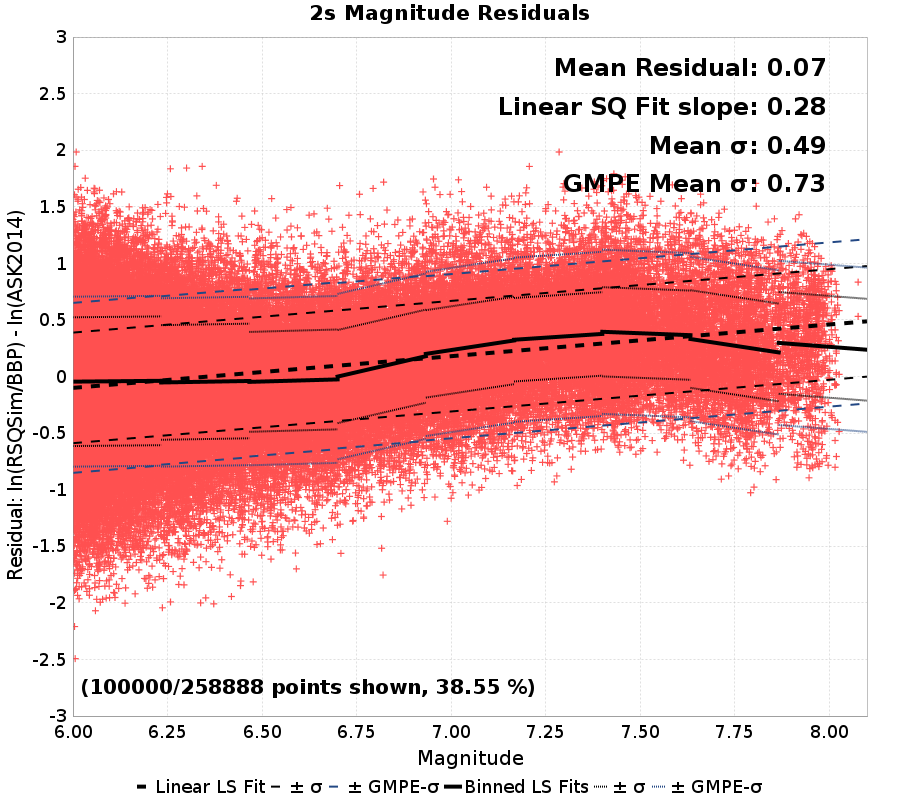 2s Magnitude Residuals
Mean Residual: 0.07
Linear SQ Fit slope: 0.28
Mean σ: 0.49
GMPE Mean σ: 0.73
Residual: ln(RSQSim/BBP) - ln(ASK2014)
3
2.5
2
1.5
1
0.5
0
-0.5
-1
-1.5
-2
-2.5
-3
(100000/258888 points shown, 38.55 %)
6.00 6.25 6.50 6.75 7.00 7.25 7.50 7.75 8.00
Magnitude
Linear LS Fit ± σ ± GMPE-σ Binned LS Fits ± σ ± GMPE-σ